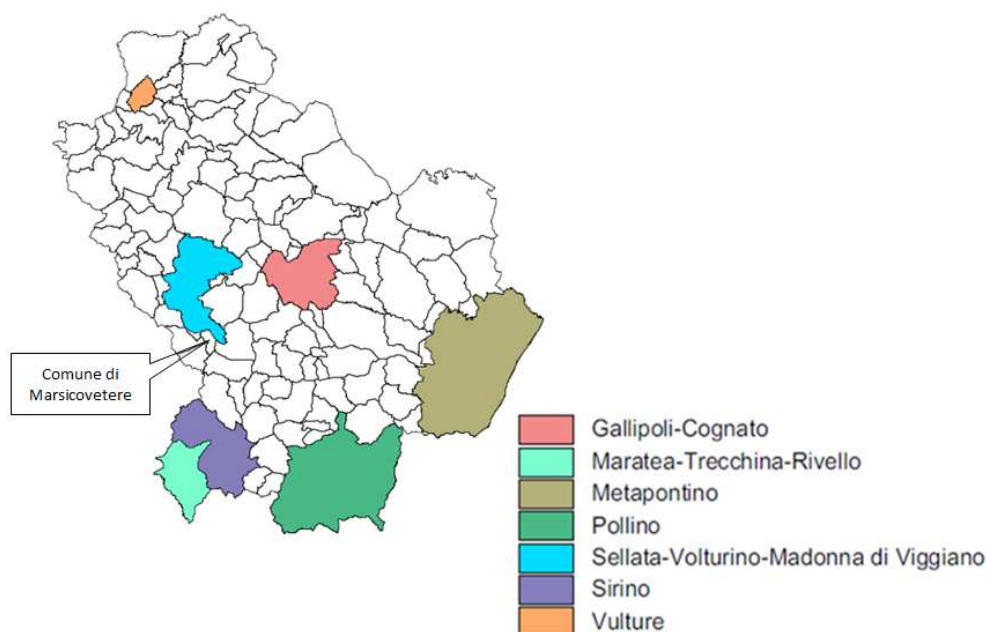 Comune di
Marsicovetere
Gallipoli-Cognato
Maratea-Trecchina-Rivello
Metapontino
Pollino
Sellata-Volturino-Madonna di Viggiano
Sirino
Vulture